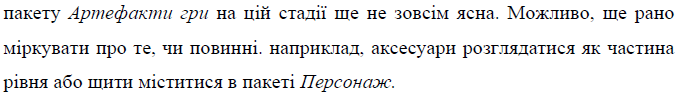 пакету Артефакти гри на цій стадії ще не зовсім ясна. Можливо, ще рано
міркувати про те, чи повинні. наприклад, аксесуари розглядатися як частина
рівня або щити міститися в пакеті Персонаж.